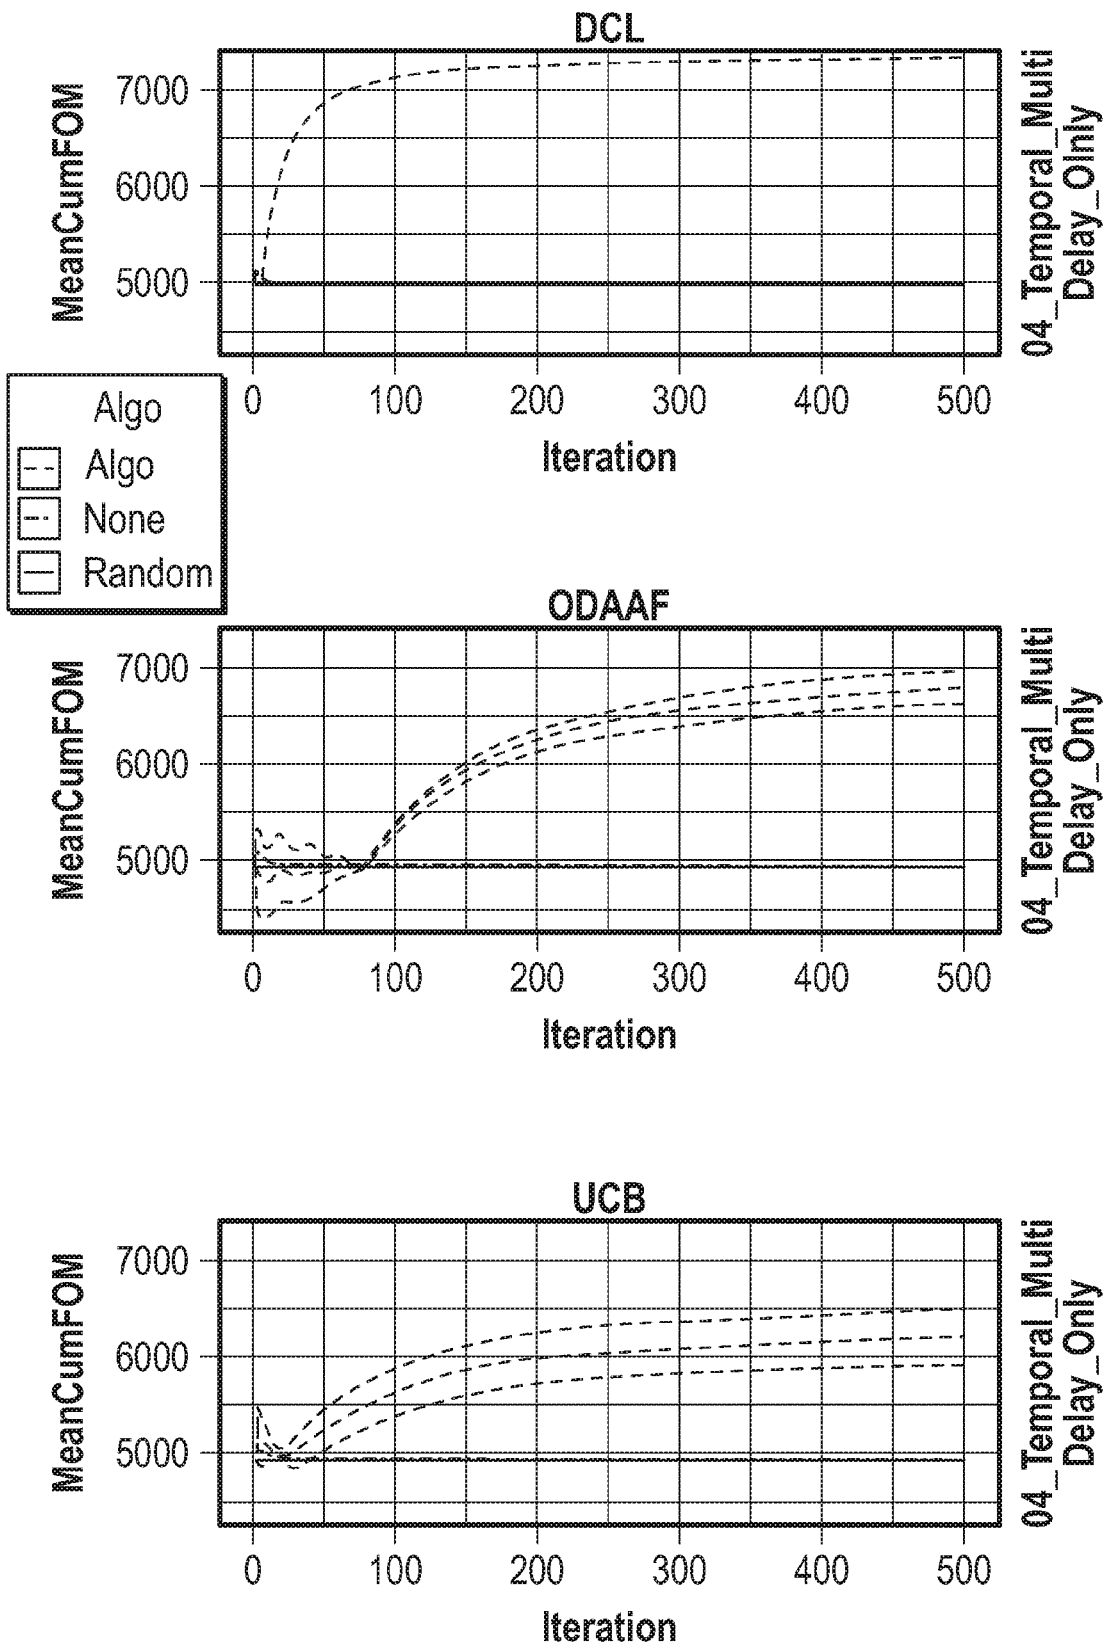 DCL
MeanCumFOM
7000
6000
5000
0 100 200 300 400 500
Iteration
04_Temporal_Multi
Delay_Olnly
Algo
Algo
None
Random
ODAAF
MeanCumFOM
7000
6000
5000
0 100 200 300 400 500
Iteration
04_Temporal_Multi
Delay_Only
UCB
MeanCumFOM
7000
6000
5000
0 100 200 300 400 500
Iteration
04_Temporal_Multi
Delay_Only